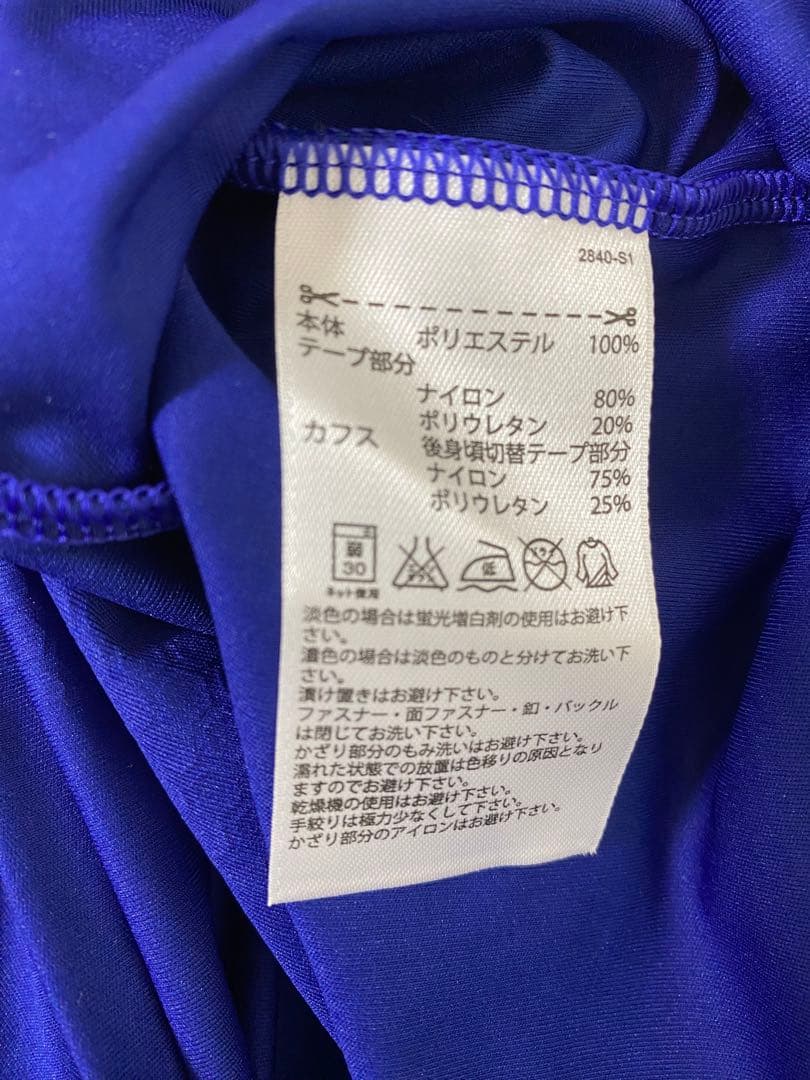 2840-S1
本体 ポリエステル 100%
テープ部分
ナイロン 80%
カフス ポリウレタン 20%
後身頃切替テープ部分
ナイロン 75%
ポリウレタン 25%
弱
30
ネット使用
エンソ
サラシ
低
ドライ
淡色の場合は蛍光増白剤の使用はお避け下
さい。
濃色の場合は淡色のものと分けてお洗い下
さい。
漬け置きはお避け下さい。
ファスナー・面ファスナー・釦・バックル
は閉じてお洗い下さい。
かざり部分のもみ洗いはお避け下さい。
濡れた状態での放置は色移りの原因となり
ますのでお避け下さい。
乾燥機の使用はお避け下さい。
手絞りは極力少なくして下さい。
かざり部分のアイロンはお避け下さい。